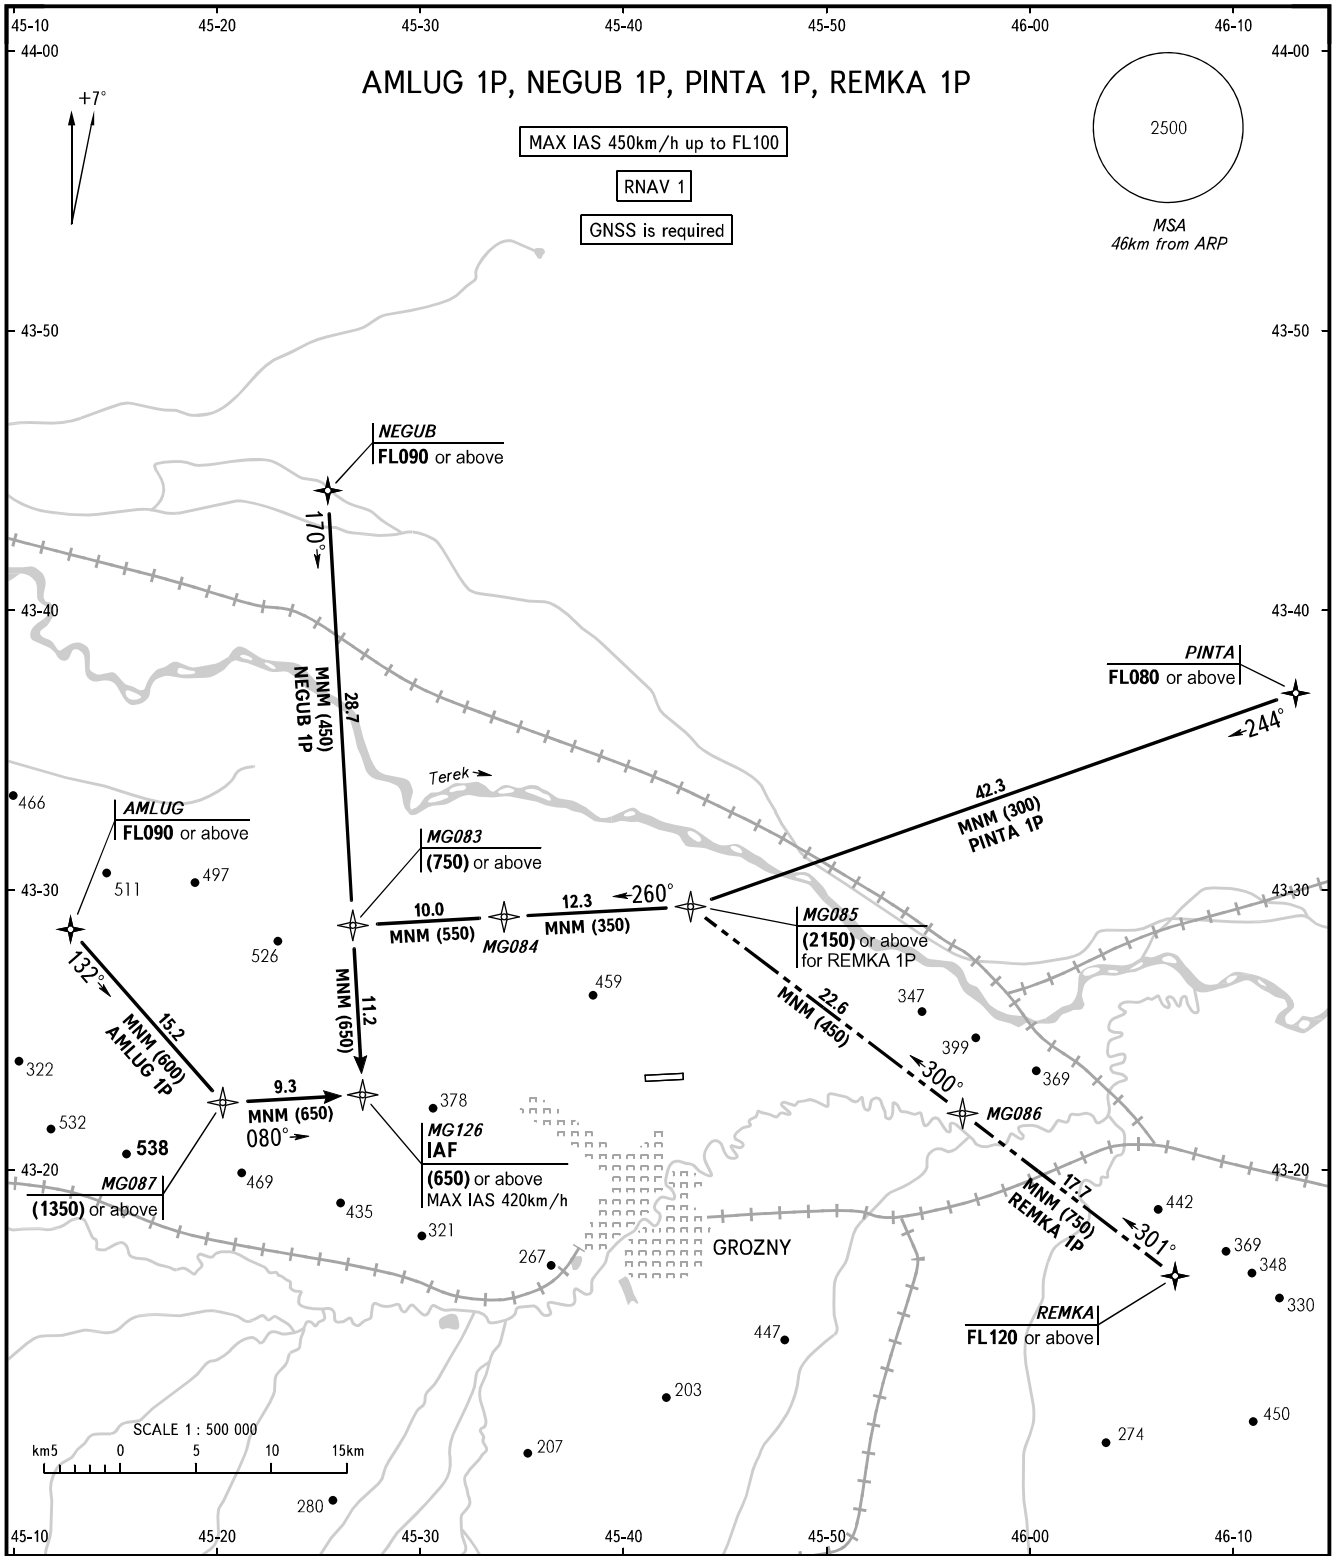 45-10
45-20
45-30
45-40
45-50
46-00
46-10
44-00
44-00
AMLUG 1P, NEGUB 1P, PINTA 1P, REMKA 1P
+7°
MAX IAS 450km/h up to FL100
RNAV 1
GNSS is required
2500
MSA
46km from ARP
43-50
43-50
NEGUB
FL090 or above
170°
43-40
43-40
28.7
MNM (450)
NEGUB 1P
PINTA
FL080 or above
244°
42.3
MNM (300)
PINTA 1P
Terek
466
AMLUG
FL090 or above
511
497
MG083
(750) or above
43-30
43-30
260°
10.0
MNM (550)
MG084
12.3
MNM (350)
MG085
(2150) or above
for REMKA 1P
526
132°
15.2
MNM (600)
AMLUG 1P
11.2
MNM (650)
459
22.6
MNM (450)
347
399
369
300°
322
532
538
9.3
MNM (650)
080°
378
MG126
IAF
(650) or above
MAX IAS 420km/h
MG086
43-20
43-20
MG087
(1350) or above
469
435
321
267
GROZNY
17.7
MNM (750)
REMKA 1P
301°
442
369
348
330
REMKA
FL120 or above
447
203
207
274
450
SCALE 1 : 500 000
km5
0
5
10
15km
280
45-10
45-20
45-30
45-40
45-50
46-00
46-10